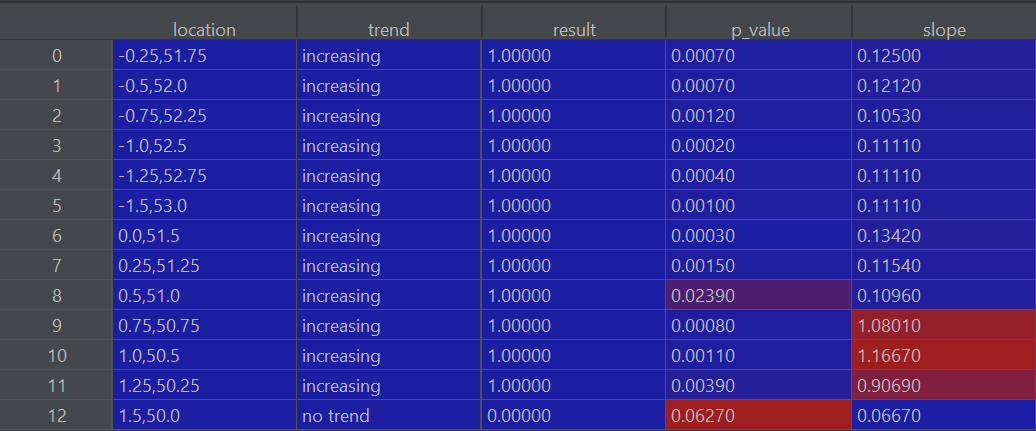 location trend result p_value slope
0 -0.25,51.75 increasing 1.00000 0.00070 0.12500
1 -0.5,52.0 increasing 1.00000 0.00070 0.12120
2 -0.75,52.25 increasing 1.00000 0.00120 0.10530
3 -1.0,52.5 increasing 1.00000 0.00020 0.11110
4 -1.25,52.75 increasing 1.00000 0.00040 0.11110
5 -1.5,53.0 increasing 1.00000 0.00100 0.11110
6 0.0,51.5 increasing 1.00000 0.00030 0.13420
7 0.25,51.25 increasing 1.00000 0.00150 0.11540
8 0.5,51.0 increasing 1.00000 0.02390 0.10960
9 0.75,50.75 increasing 1.00000 0.00080 1.08010
10 1.0,50.5 increasing 1.00000 0.00110 1.16670
11 1.25,50.25 increasing 1.00000 0.00390 0.90690
12 1.5,50.0 no trend 0.00000 0.06270 0.06670